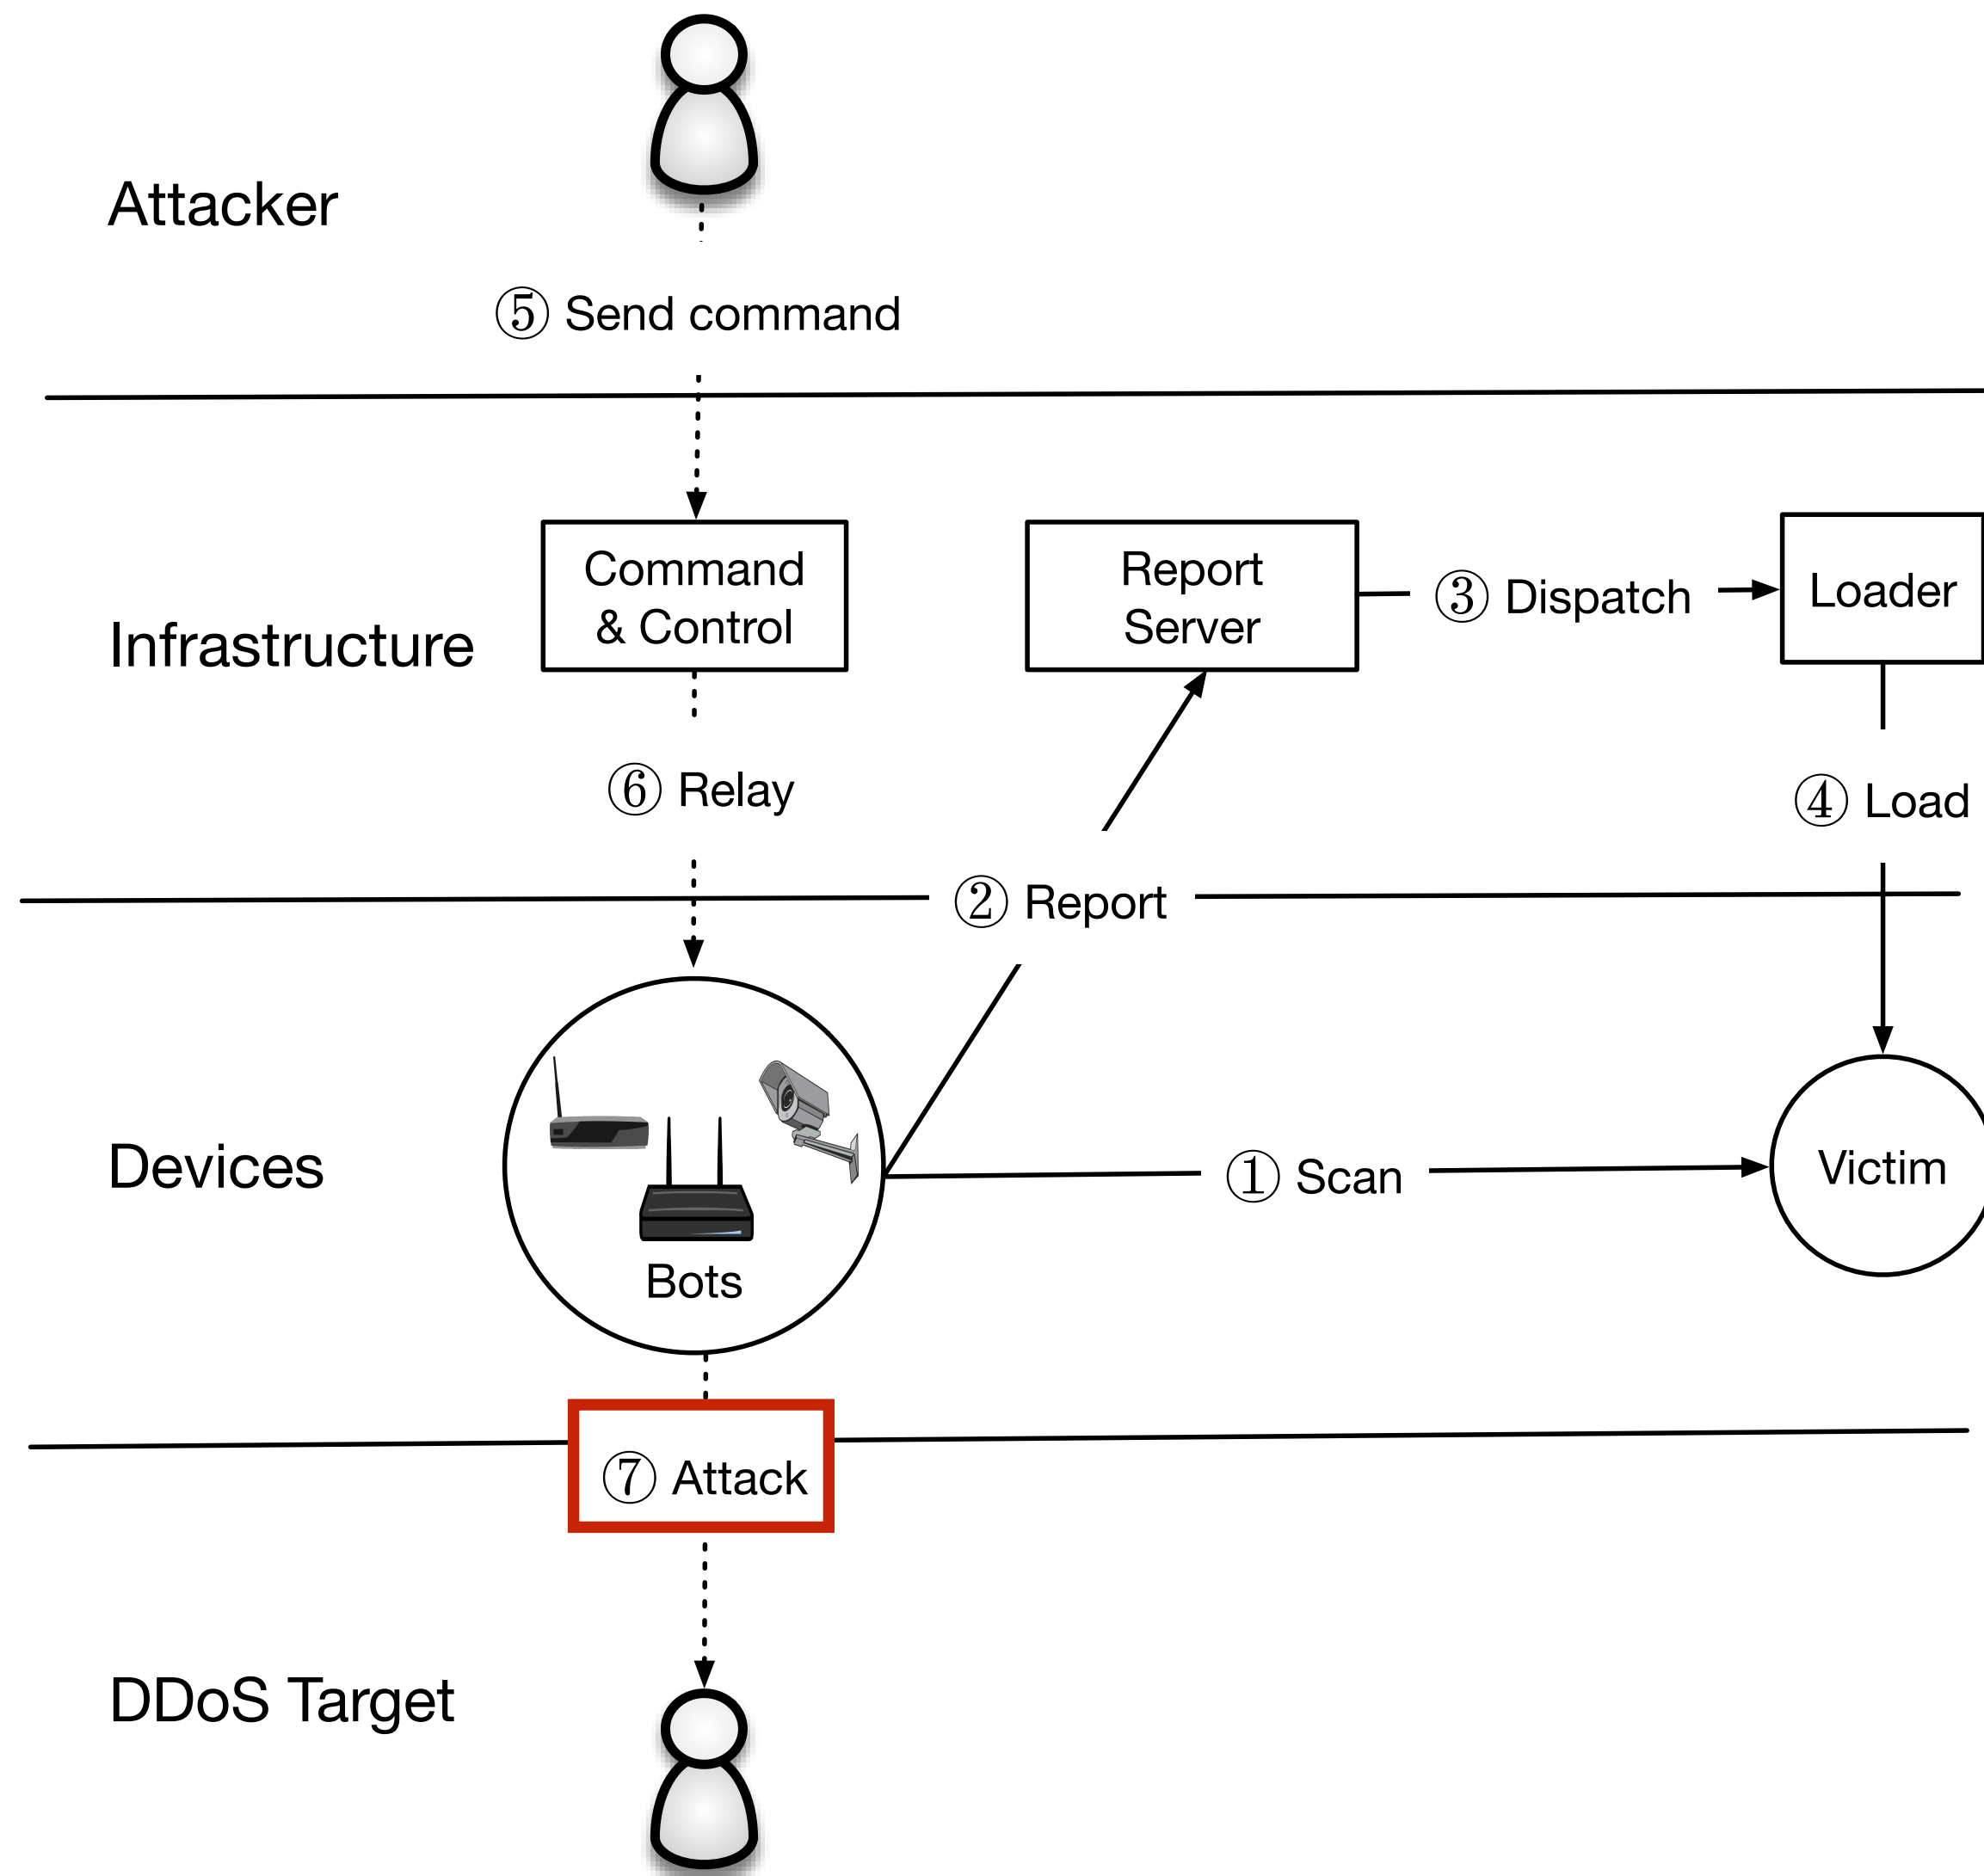 Attacker
⑤ Send command
Infrastructure
Command
& Control
Report
Server
③ Dispatch
Loader
⑥ Relay
④ Load
② Report
Devices
Bots
① Scan
Victim
⑦ Attack
DDoS Target